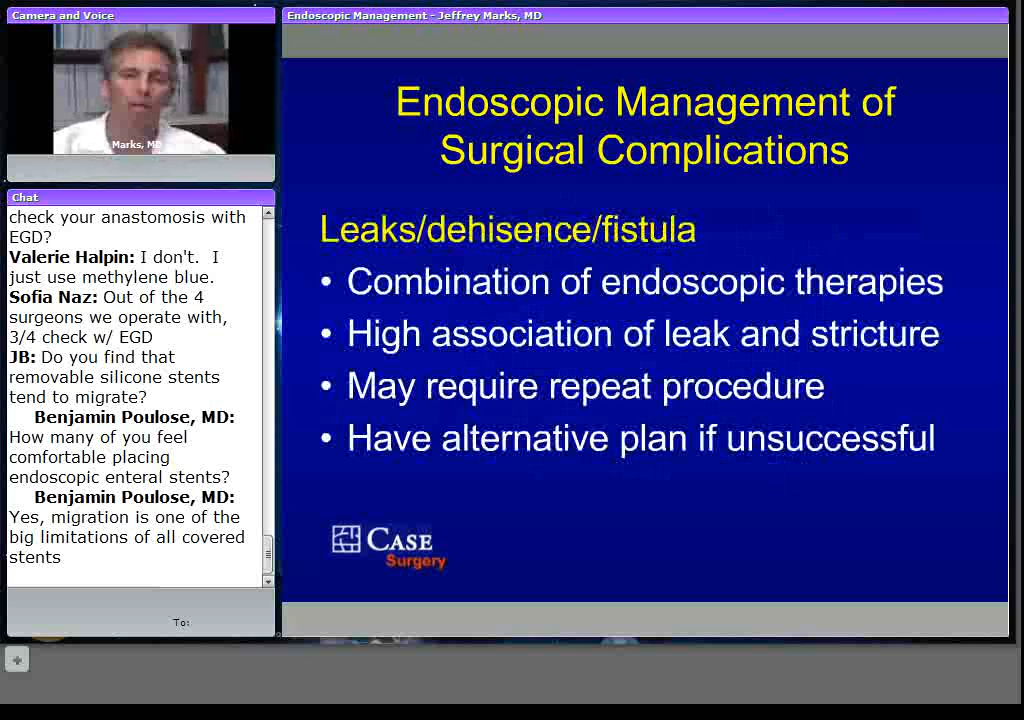 Camera and Voice
Marks, MD
Chat
check your anastomosis with
EGD?
Valerie Halpin: I don't. I
just use methylene blue.
Sofia Naz: Out of the 4
surgeons we operate with,
3/4 check w/ EGD
JB: Do you find that
removable silicone stents
tend to migrate?
Benjamin Poulose, MD:
How many of you feel
comfortable placing
endoscopic enteral stents?
Benjamin Poulose, MD:
Yes, migration is one of the
big limitations of all covered
stents
To:
Endoscopic Management - Jeffrey Marks, MD
Endoscopic Management of
Surgical Complications
Leaks/dehisence/fistula
• Combination of endoscopic therapies
• High association of leak and stricture
• May require repeat procedure
• Have alternative plan if unsuccessful
CASE
Surgery